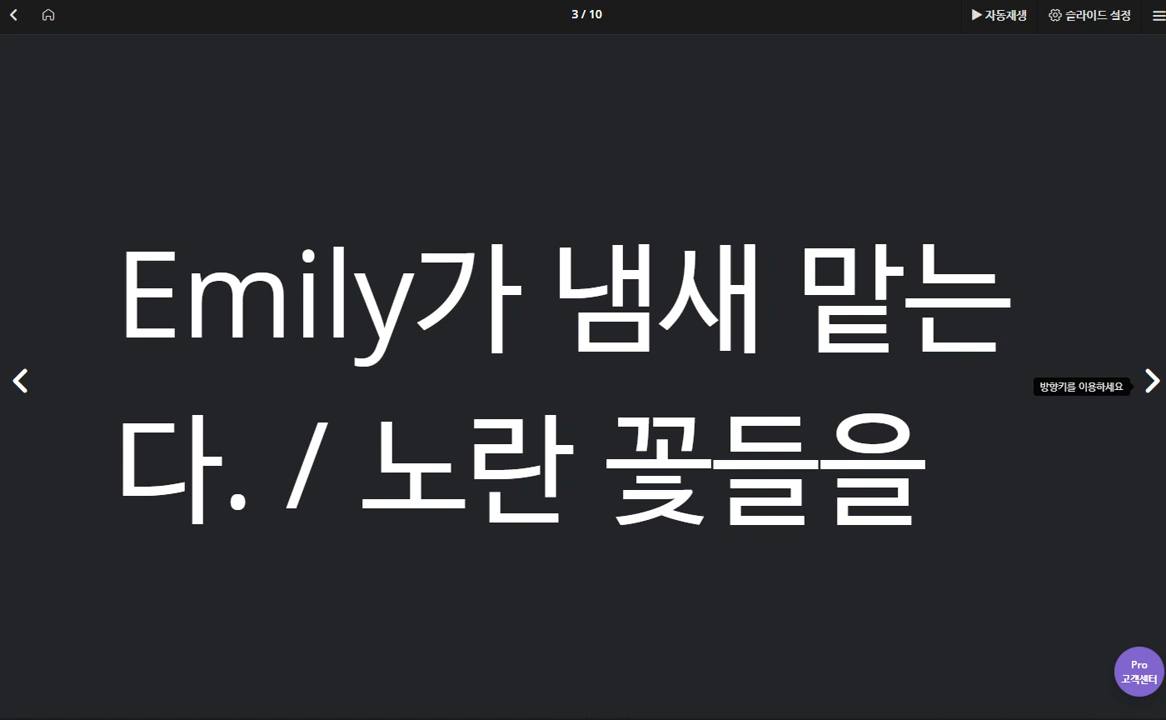 3 / 10
▶ 자동재생
슬라이드 설정
Emily가 냄새 맡는
다. / 노란 꽃들을
방향키를 이용하세요
Pro
고객센터